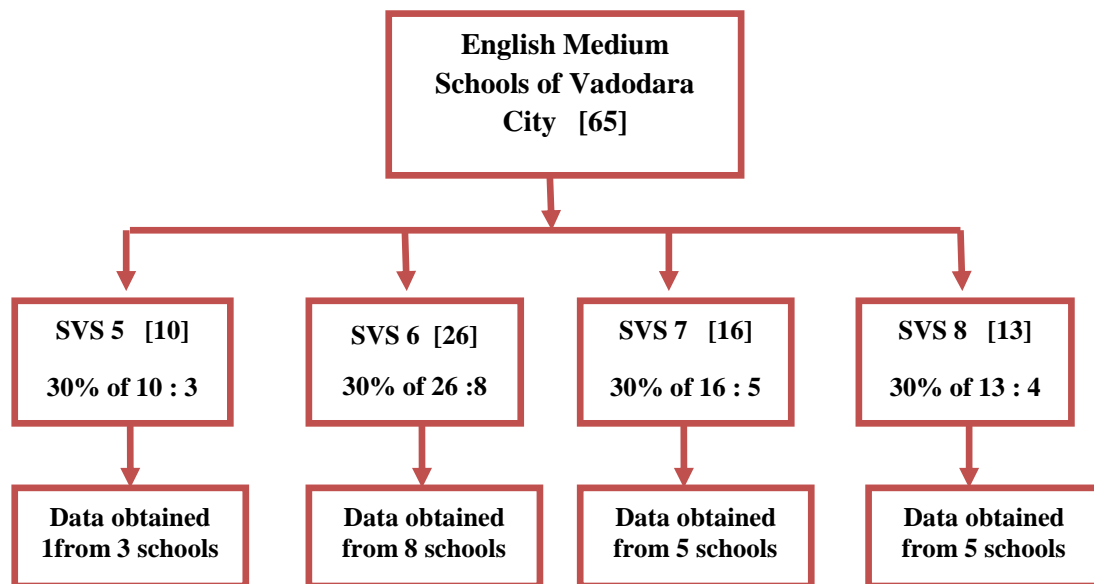 English Medium
Schools of Vadodara
City [65]
SVS 5 [10]
30% of 10 : 3
SVS 6 [26]
30% of 26 :8
SVS 7 [16]
30% of 16 : 5
SVS 8 [13]
30% of 13 : 4
Data obtained
1from 3 schools
Data obtained
from 8 schools
Data obtained
from 5 schools
Data obtained
from 5 schools